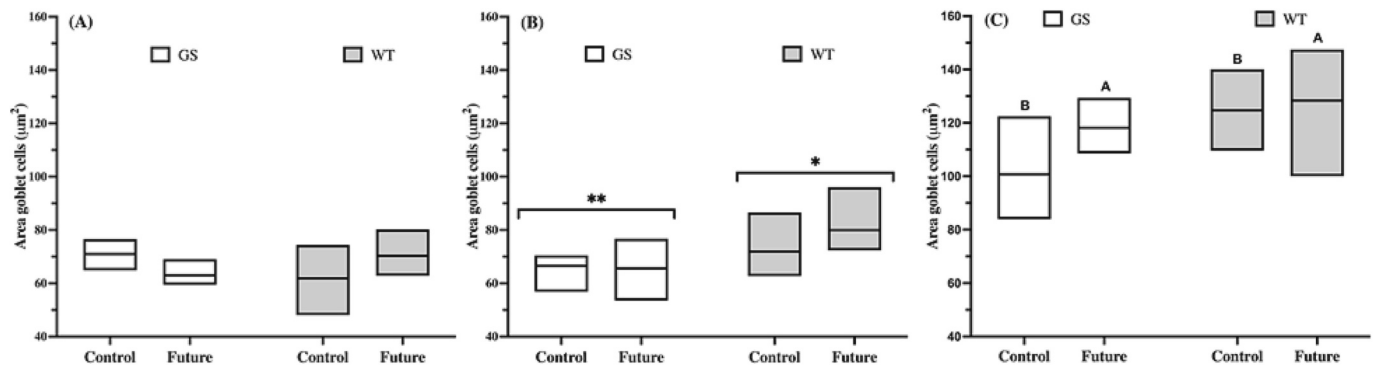 (A)
GS
WT
Area goblet cells (μm²)
160
140
120
100
80
60
40
Control
Future
Control
Future
(B)
GS
WT
Area goblet cells (μm²)
160
140
120
100
80
60
40
**
*
Control
Future
Control
Future
(C)
GS
WT
Area goblet cells (μm²)
160
140
120
100
80
60
40
B
A
B
A
Control
Future
Control
Future